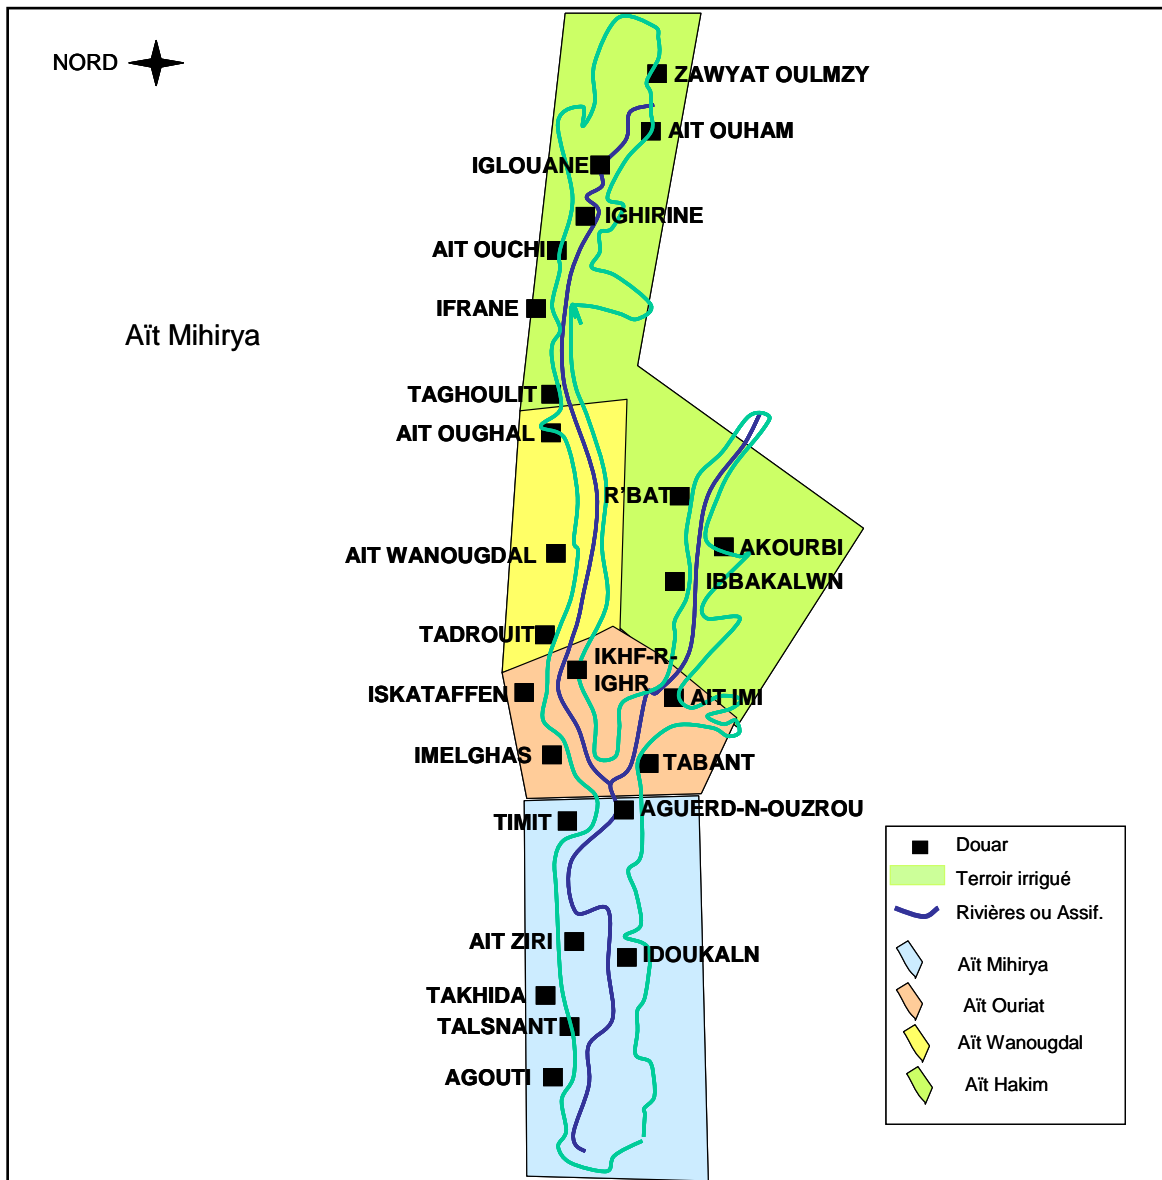 NORD
ZAWYAT OULMZY
AIT OUHAM
IGLOUANE
IGHIRINE
AIT OUCHI
IFRANE
Aït Mihirya
TAGHOULIT
AIT OUGHAL
R'BAT
AKOURBI
AIT WANOUGDAL
IBBAKALWN
TADROUIT
IKHF-R-
IGHR
ISKATAFFEN
AIT IMI
IMELGHAS
TABANT
AGUERD-N-OUZROU
TIMIT
AIT ZIRI
IDOUKALN
TAKHIDA
TALSNANT
AGOUTI
Douar
Terroir irrigué
Rivières ou Assif.
Aït Mihirya
Aït Ouriat
Aït Wanougdal
Aït Hakim